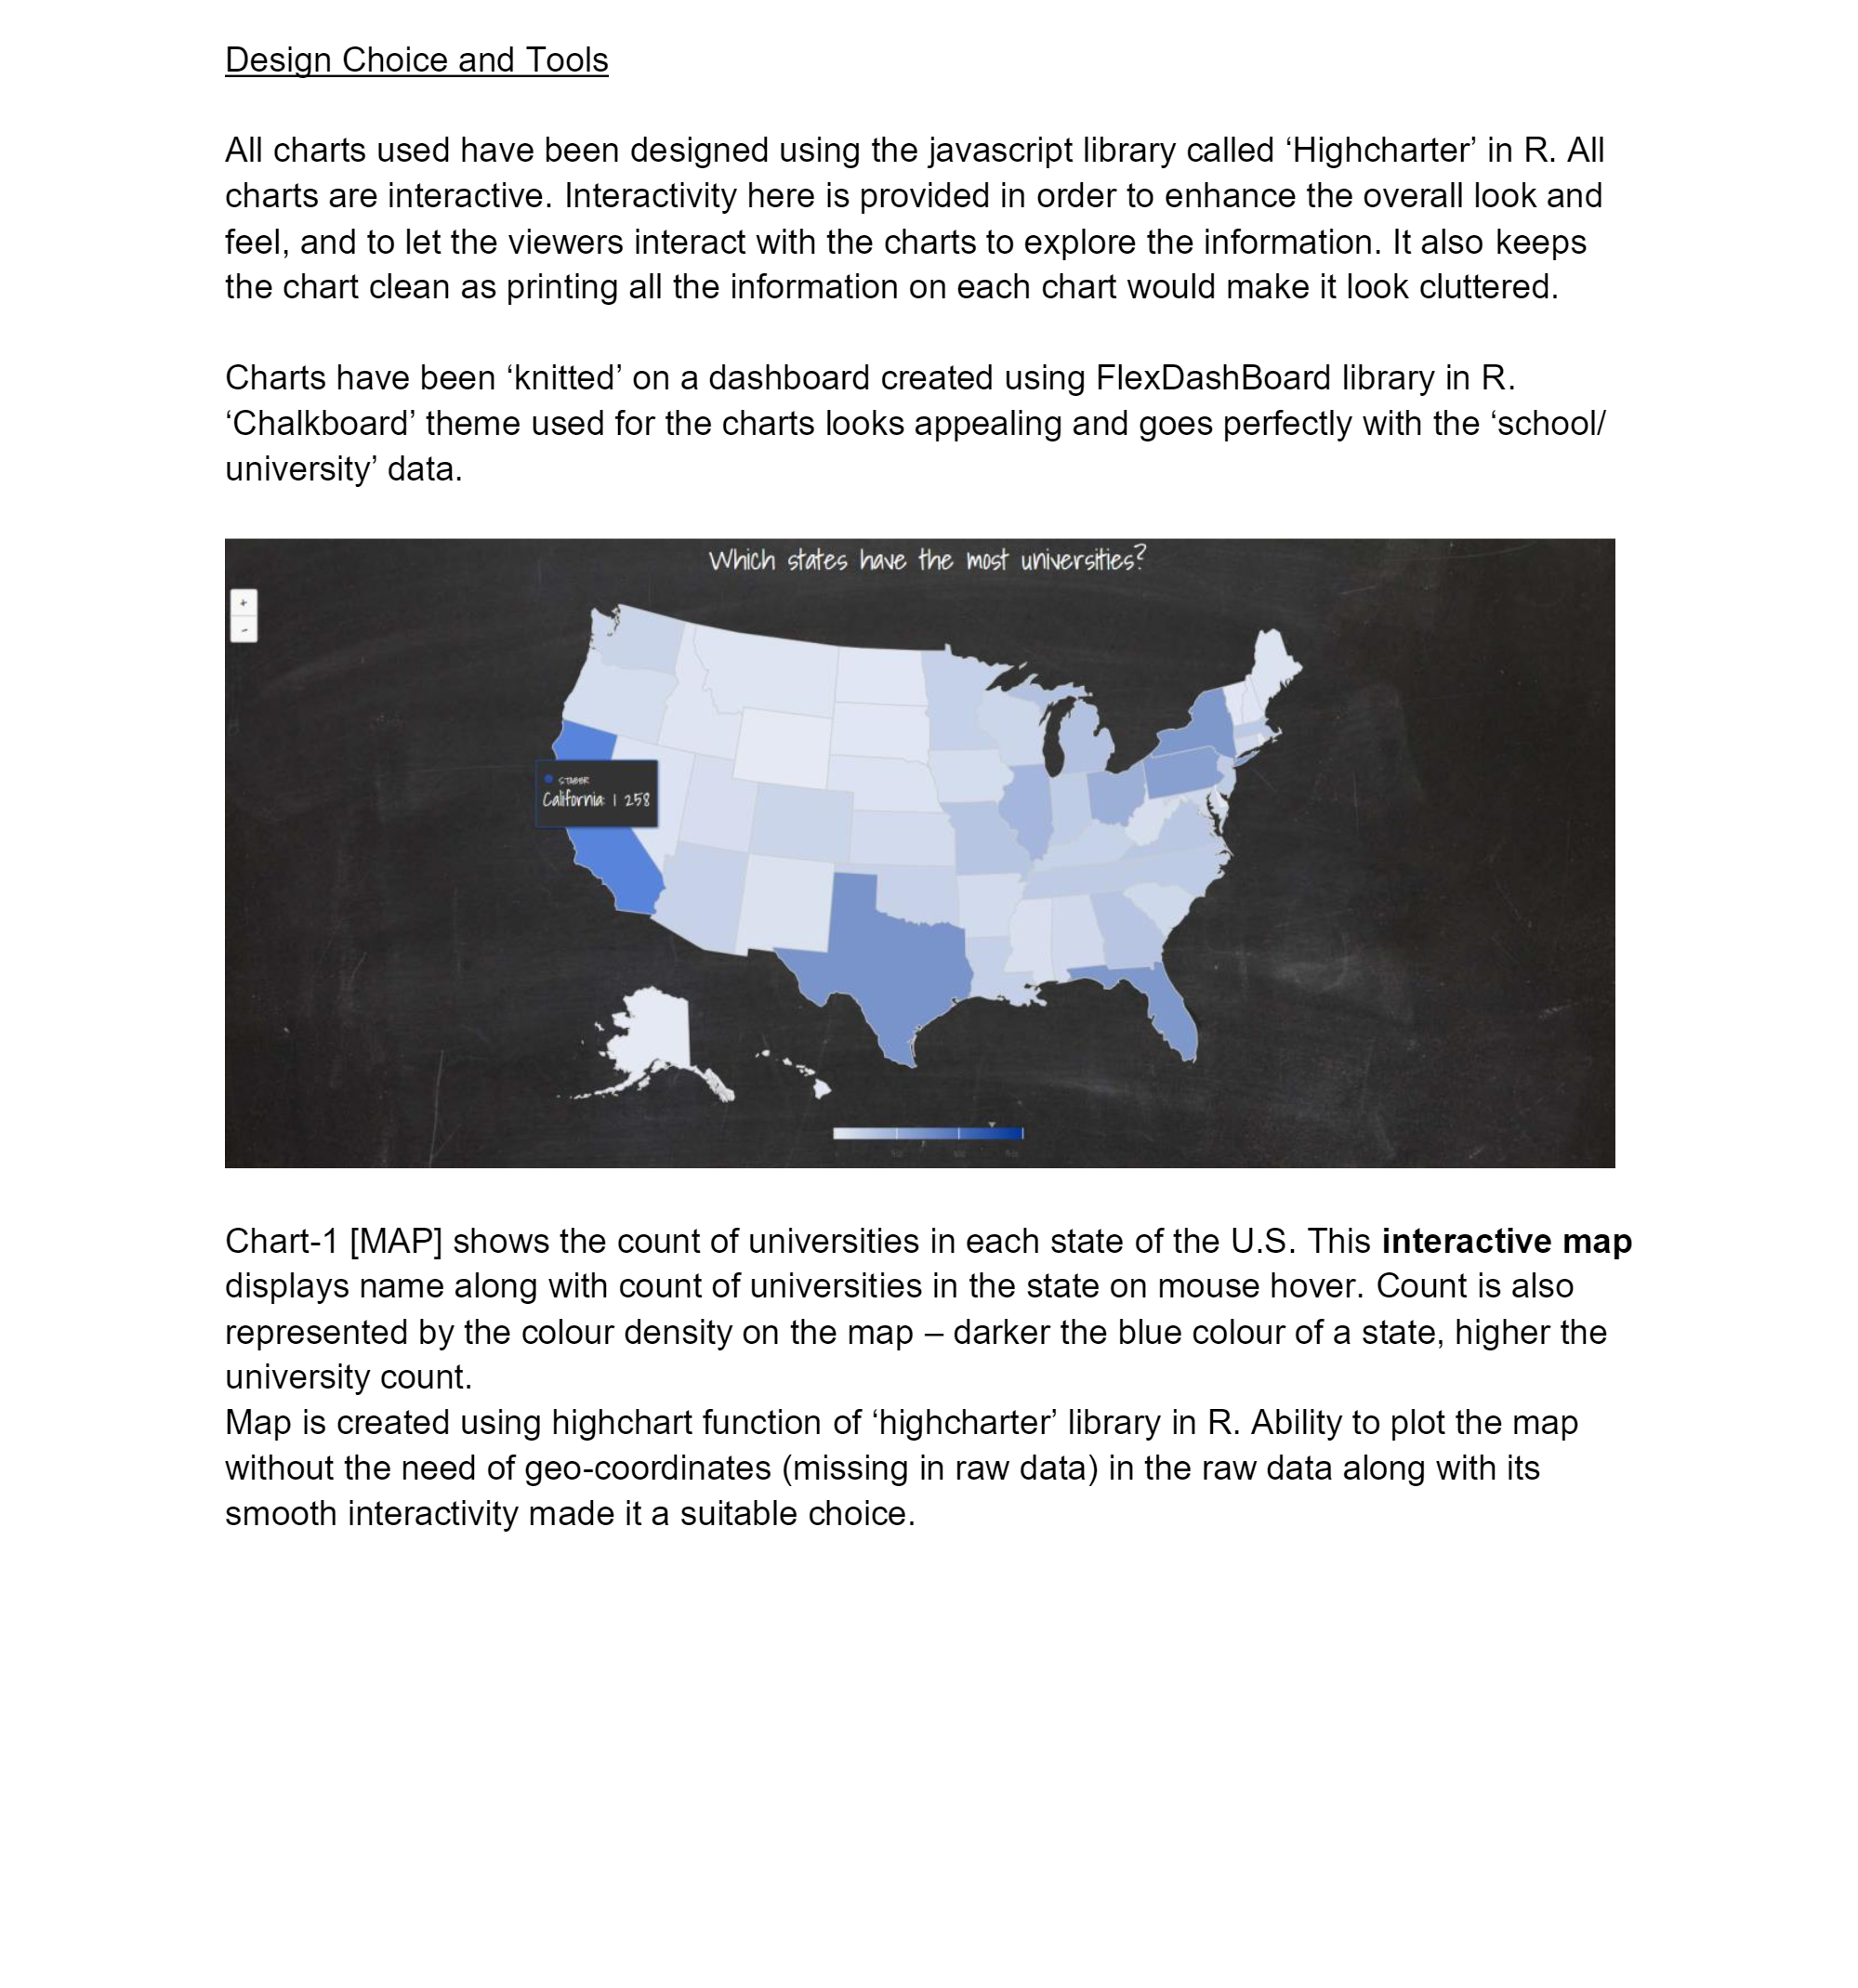 Design Choice and Tools
All charts used have been designed using the javascript library called ‘Highcharter’ in R. All
charts are interactive. Interactivity here is provided in order to enhance the overall look and
feel, and to let the viewers interact with the charts to explore the information. It also keeps
the chart clean as printing all the information on each chart would make it look cluttered.
Charts have been ‘knitted’ on a dashboard created using FlexDashBoard library in R.
‘Chalkboard’ theme used for the charts looks appealing and goes perfectly with the ‘school/
university’ data.
Which states have the most universities?
+
-
California: | 258
Chart-1 [MAP] shows the count of universities in each state of the U.S. This interactive map
displays name along with count of universities in the state on mouse hover. Count is also
represented by the colour density on the map – darker the blue colour of a state, higher the
university count.
Map is created using highchart function of ‘highcharter’ library in R. Ability to plot the map
without the need of geo-coordinates (missing in raw data) in the raw data along with its
smooth interactivity made it a suitable choice.